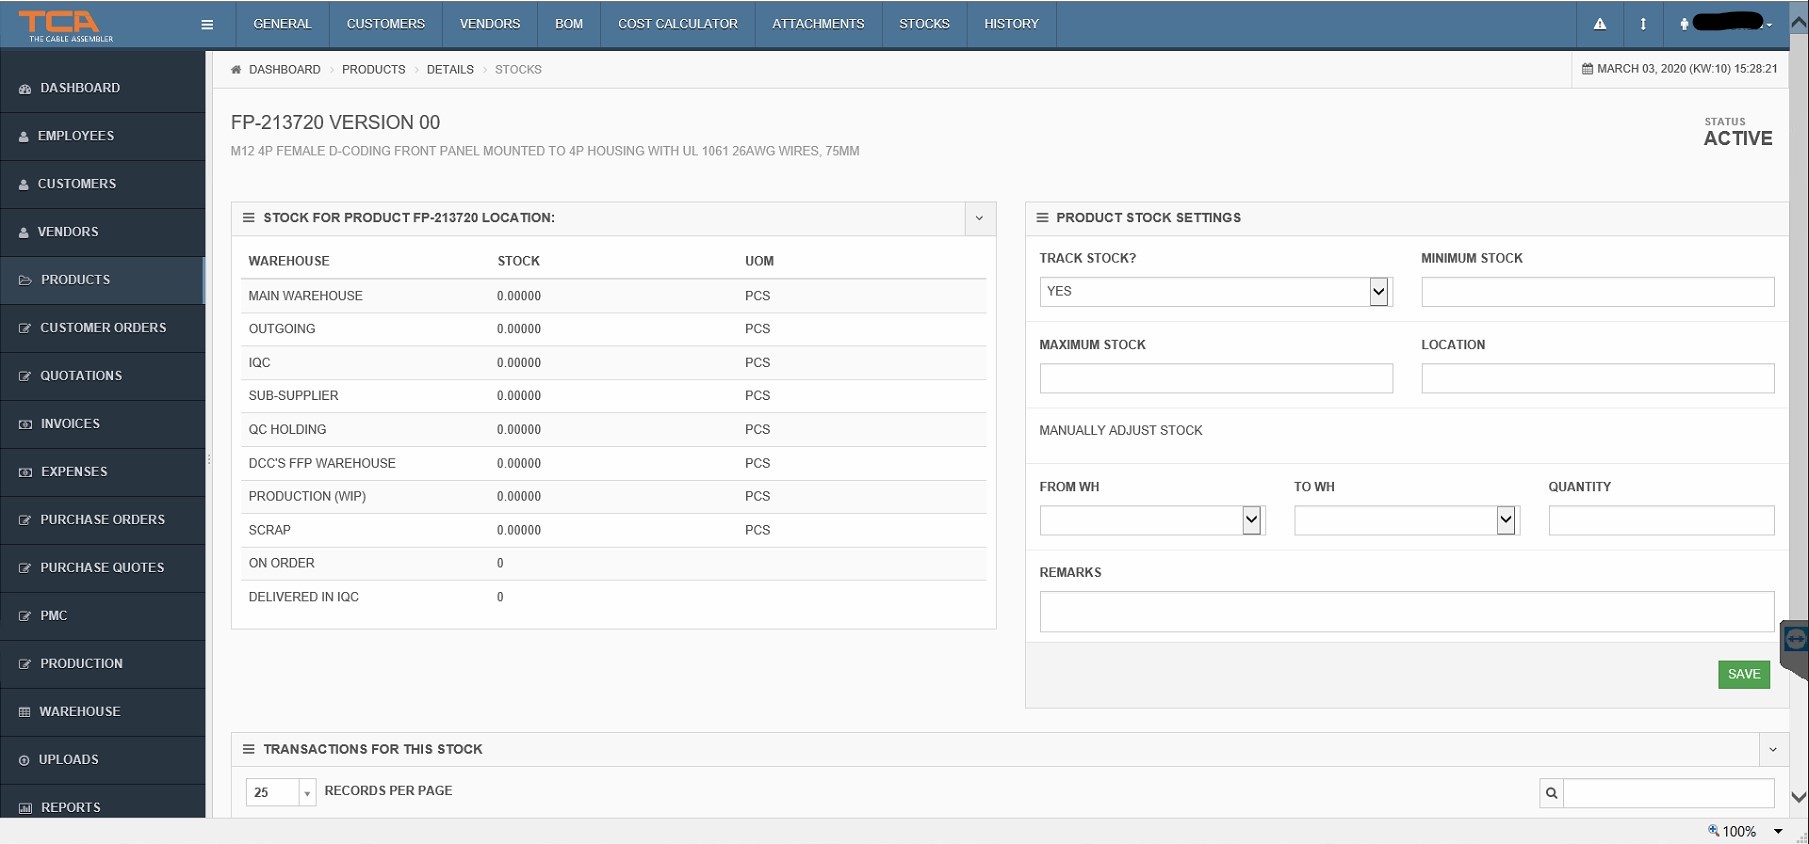 TCA
THE CABLE ASSEMBLER
GENERAL
CUSTOMERS
VENDORS
BOM
COST CALCULATOR
ATTACHMENTS
STOCKS
HISTORY
DASHBOARD
EMPLOYEES
CUSTOMERS
VENDORS
PRODUCTS
CUSTOMER ORDERS
QUOTATIONS
INVOICES
EXPENSES
PURCHASE ORDERS
PURCHASE QUOTES
PMC
PRODUCTION
WAREHOUSE
UPLOADS
REPORTS
DASHBOARD > PRODUCTS > DETAILS > STOCKS
MARCH 03, 2020 (KW:10) 15:28:21
FP-213720 VERSION 00
M12 4P FEMALE D-CODING FRONT PANEL MOUNTED TO 4P HOUSING WITH UL 1061 26AWG WIRES, 75MM
STATUS
ACTIVE
STOCK FOR PRODUCT FP-213720 LOCATION:
WAREHOUSE STOCK UOM
MAIN WAREHOUSE 0.00000 PCS
OUTGOING 0.00000 PCS
IQC 0.00000 PCS
SUB-SUPPLIER 0.00000 PCS
QC HOLDING 0.00000 PCS
DCC'S FFP WAREHOUSE 0.00000 PCS
PRODUCTION (WIP) 0.00000 PCS
SCRAP 0.00000 PCS
ON ORDER 0
DELIVERED IN IQC 0
PRODUCT STOCK SETTINGS
TRACK STOCK? MINIMUM STOCK
YES
MAXIMUM STOCK LOCATION
MANUALLY ADJUST STOCK
FROM WH TO WH QUANTITY
REMARKS
SAVE
TRANSACTIONS FOR THIS STOCK
25 RECORDS PER PAGE
100%